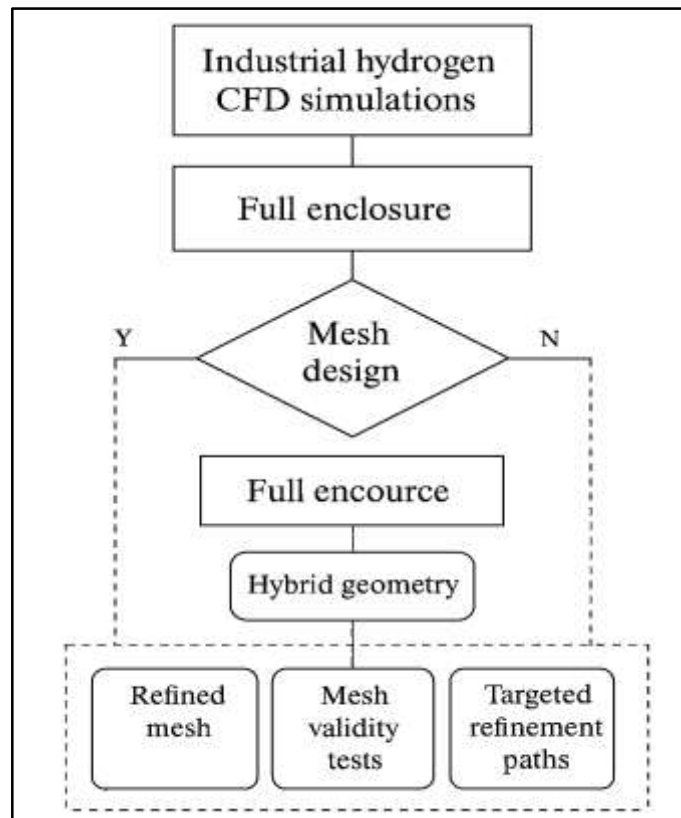 Industrial hydrogen
CFD simulations
Full enclosure
Y
Mesh
design
N
Full encource
Hybrid geometry
Refined
mesh
Mesh
validity
tests
Targeted
refinement
paths